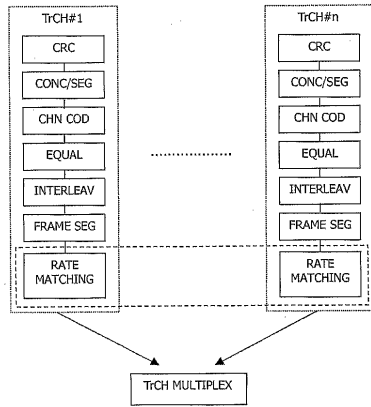 TrCH#1
CRC
CONC/SEG
CHN COD
EQUAL
INTERLEAV
FRAME SEG
RATE
MATCHING
TrCH#n
CRC
CONC/SEG
CHN COD
EQUAL
INTERLEAV
FRAME SEG
RATE
MATCHING
TrCH MULTIPLEX